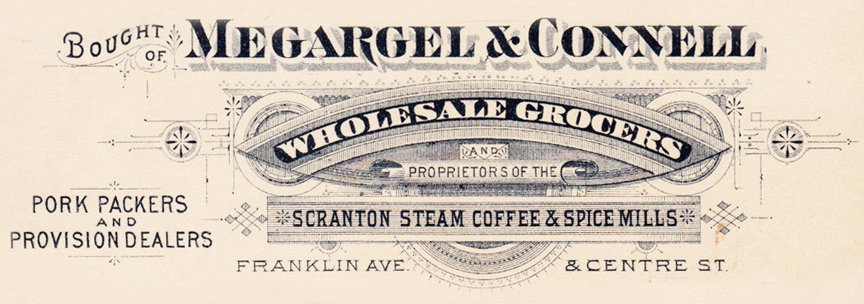 BOUGHT OF MEGARGEL & CONNELL,
WHOLESALE GROCERS
AND
PROPRIETORS OF THE
SCRANTON STEAM COFFEE & SPICE MILLS
PORK PACKERS
AND
PROVISION DEALERS
FRANKLIN AVE. & CENTRE ST.